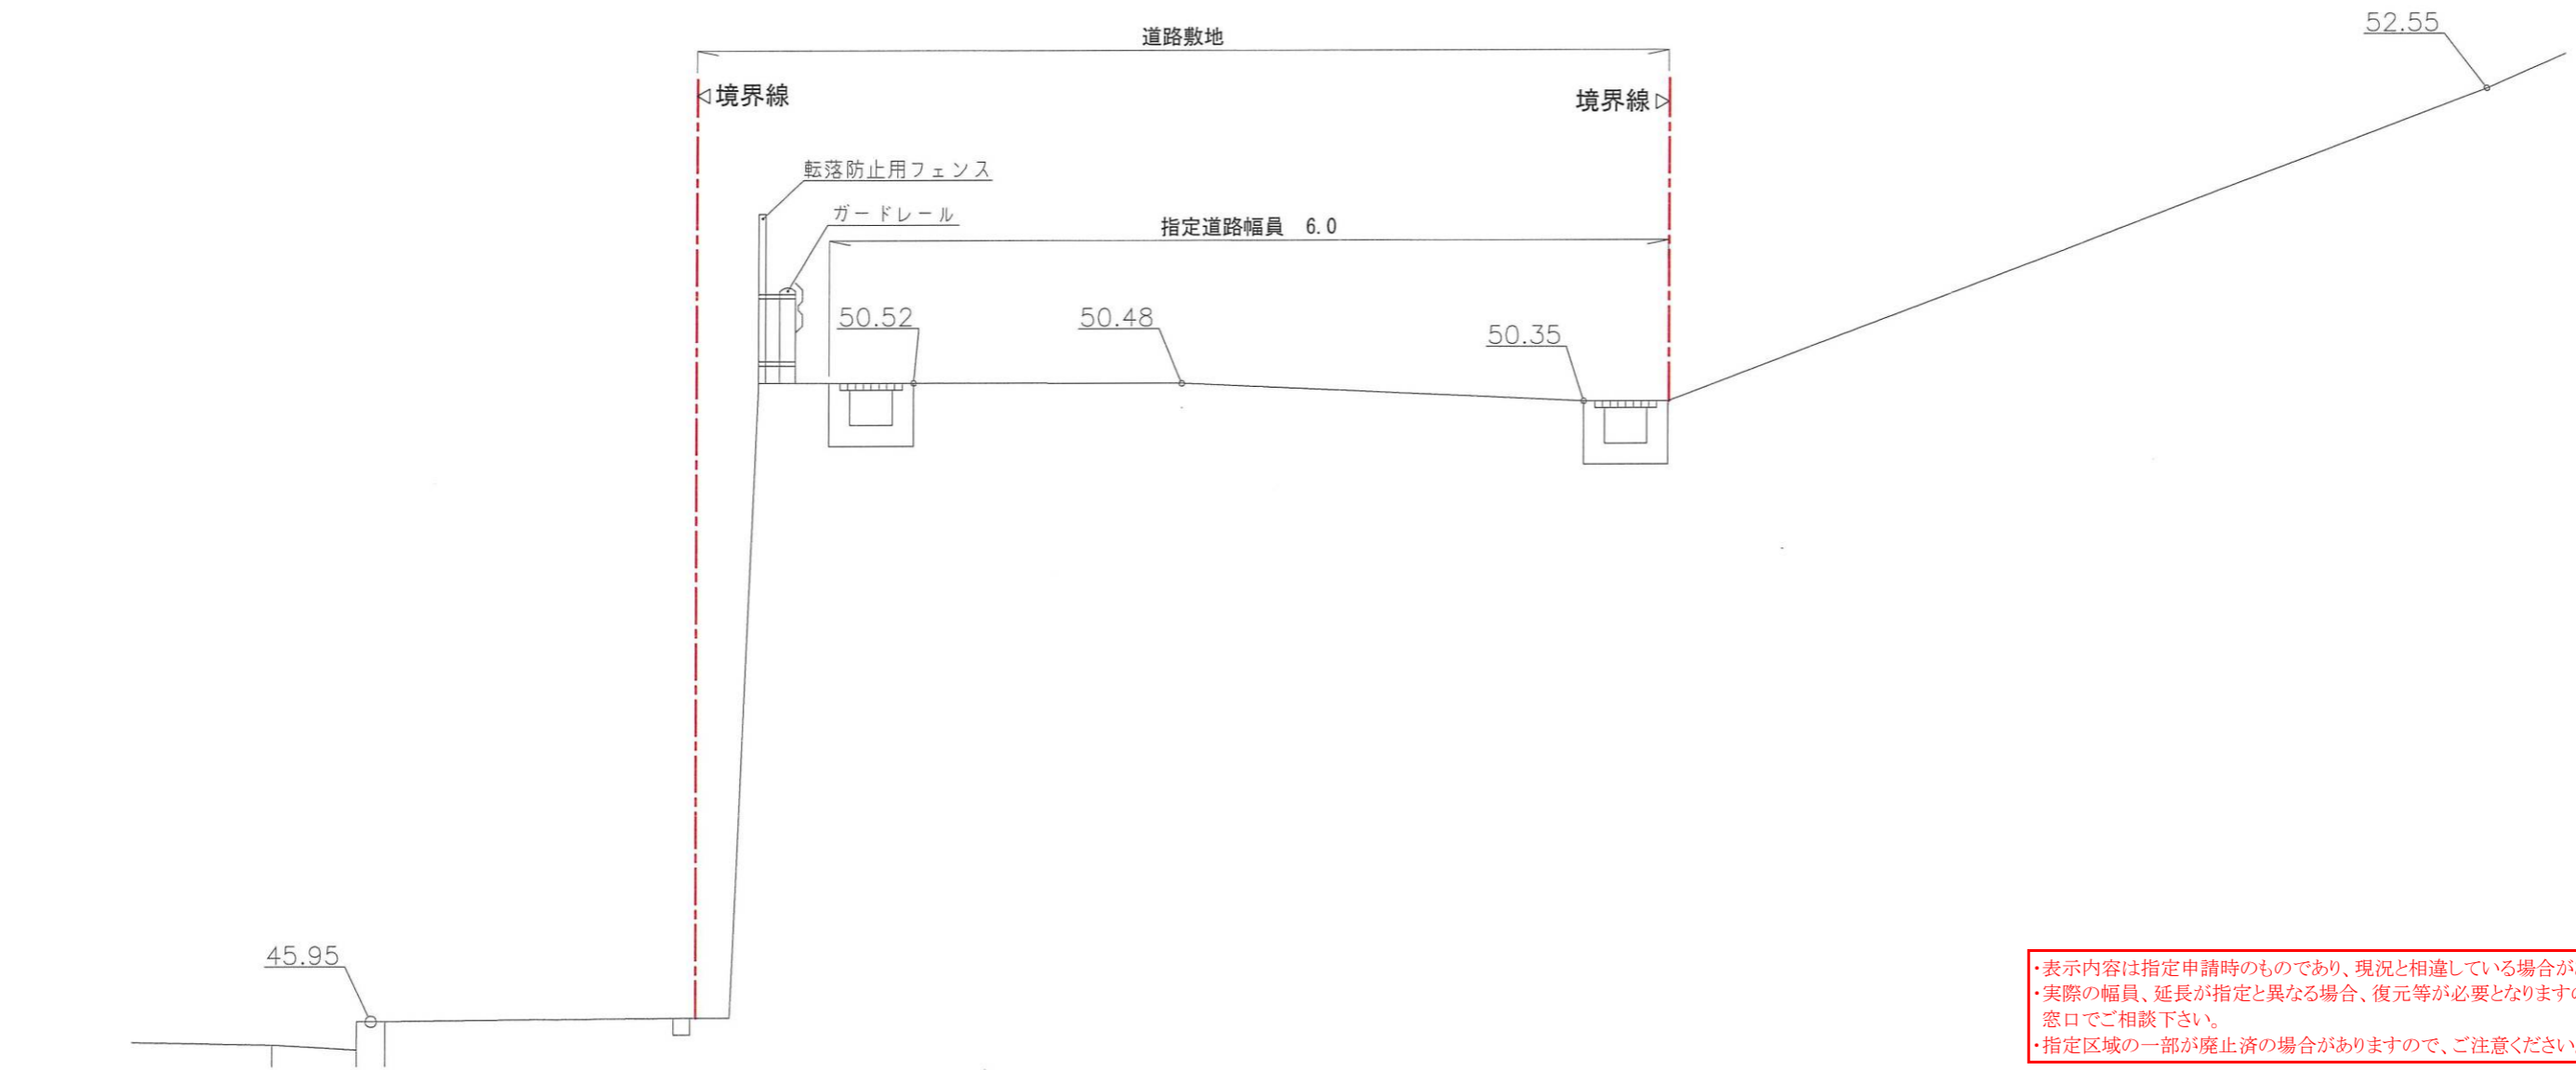 道路敷地
52.55
境界線
境界線
転落防止用フェンス
ガードレール
指定道路幅員 6.0
50.52
50.48
50.35
45.95
・表示内容は指定申請時のものであり、現況と相違している場合が
・実際の幅員、延長が指定と異なる場合、復元等が必要となりますの
窓口でご相談下さい。
・指定区域の一部が廃止済の場合がありますので、ご注意ください